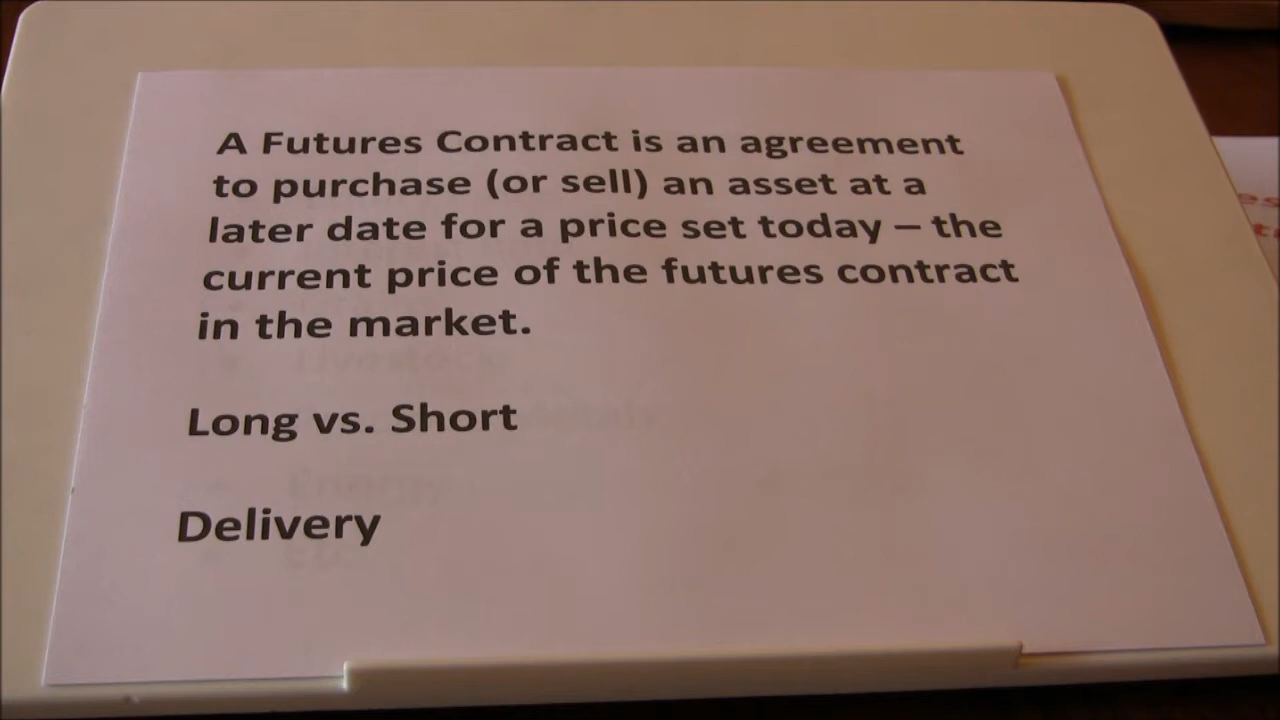 A Futures Contract is an agreement
to purchase (or sell) an asset at a
later date for a price set today – the
current price of the futures contract
in the market.
Long vs. Short
Delivery